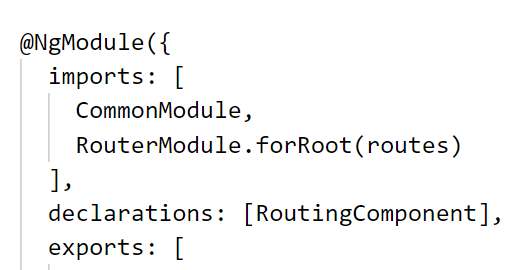 @NgModule({
  imports: [
    CommonModule,
    RouterModule.forRoot(routes)
  ],
  declarations: [RoutingComponent],
  exports: [